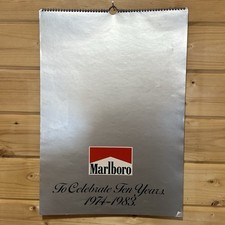 Marlboro
To Celebrate Ten Years,
1974-1983